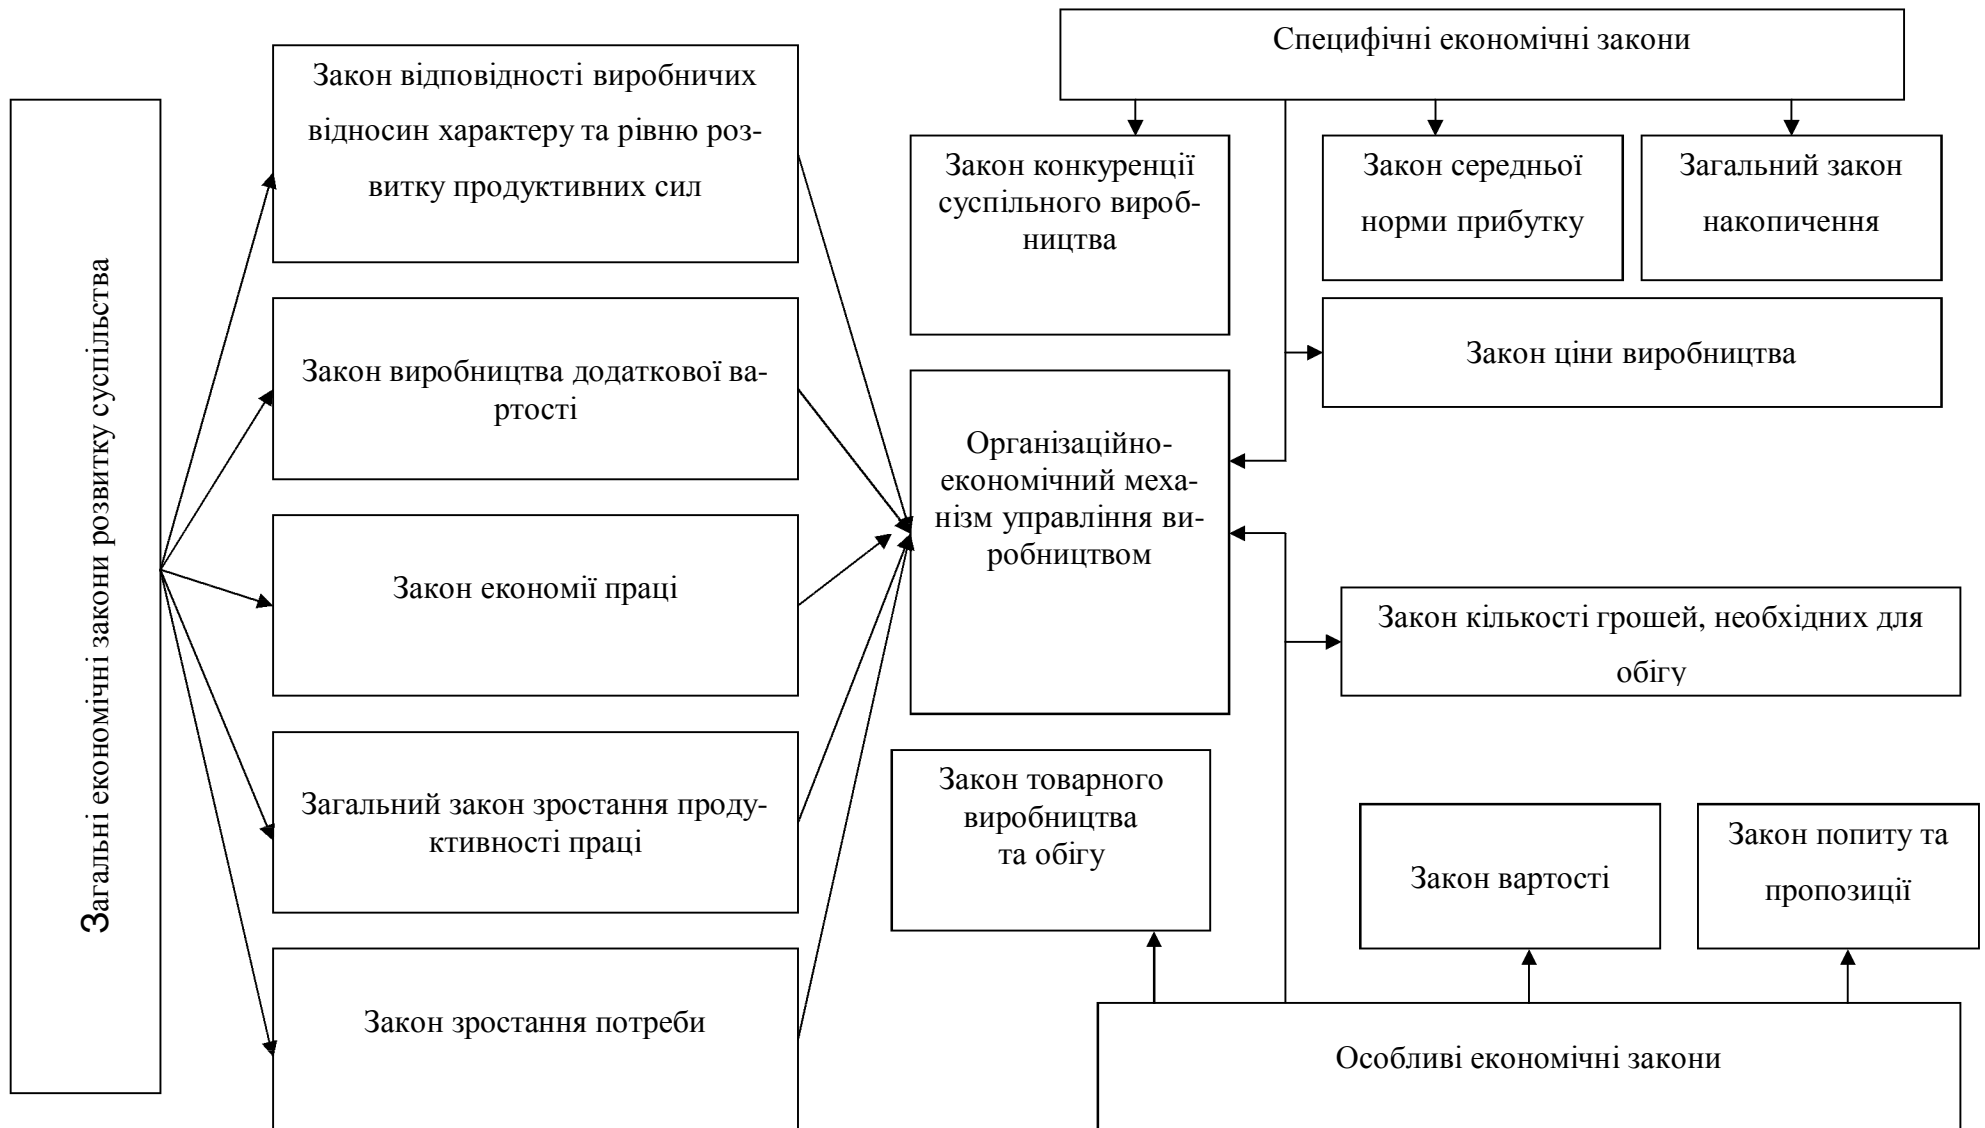 Загальні економічні закони розвитку суспільства
Закон відповідності виробничих
відносин характеру та рівню роз-
витку продуктивних сил
Закон виробництва додаткової ва-
ртості
Закон економії праці
Загальний закон зростання проду-
ктивності праці
Закон зростання потреби
Специфічні економічні закони
Закон конкуренції
суспільного вироб-
ництва
Закон середньої
норми прибутку
Загальний закон
накопичення
Закон ціни виробництва
Організаційно-
економічний меха-
нізм управління ви-
робництвом
Закон кількості грошей, необхідних для
обігу
Закон товарного
виробництва
та обігу
Закон вартості
Закон попиту та
пропозиції
Особливі економічні закони